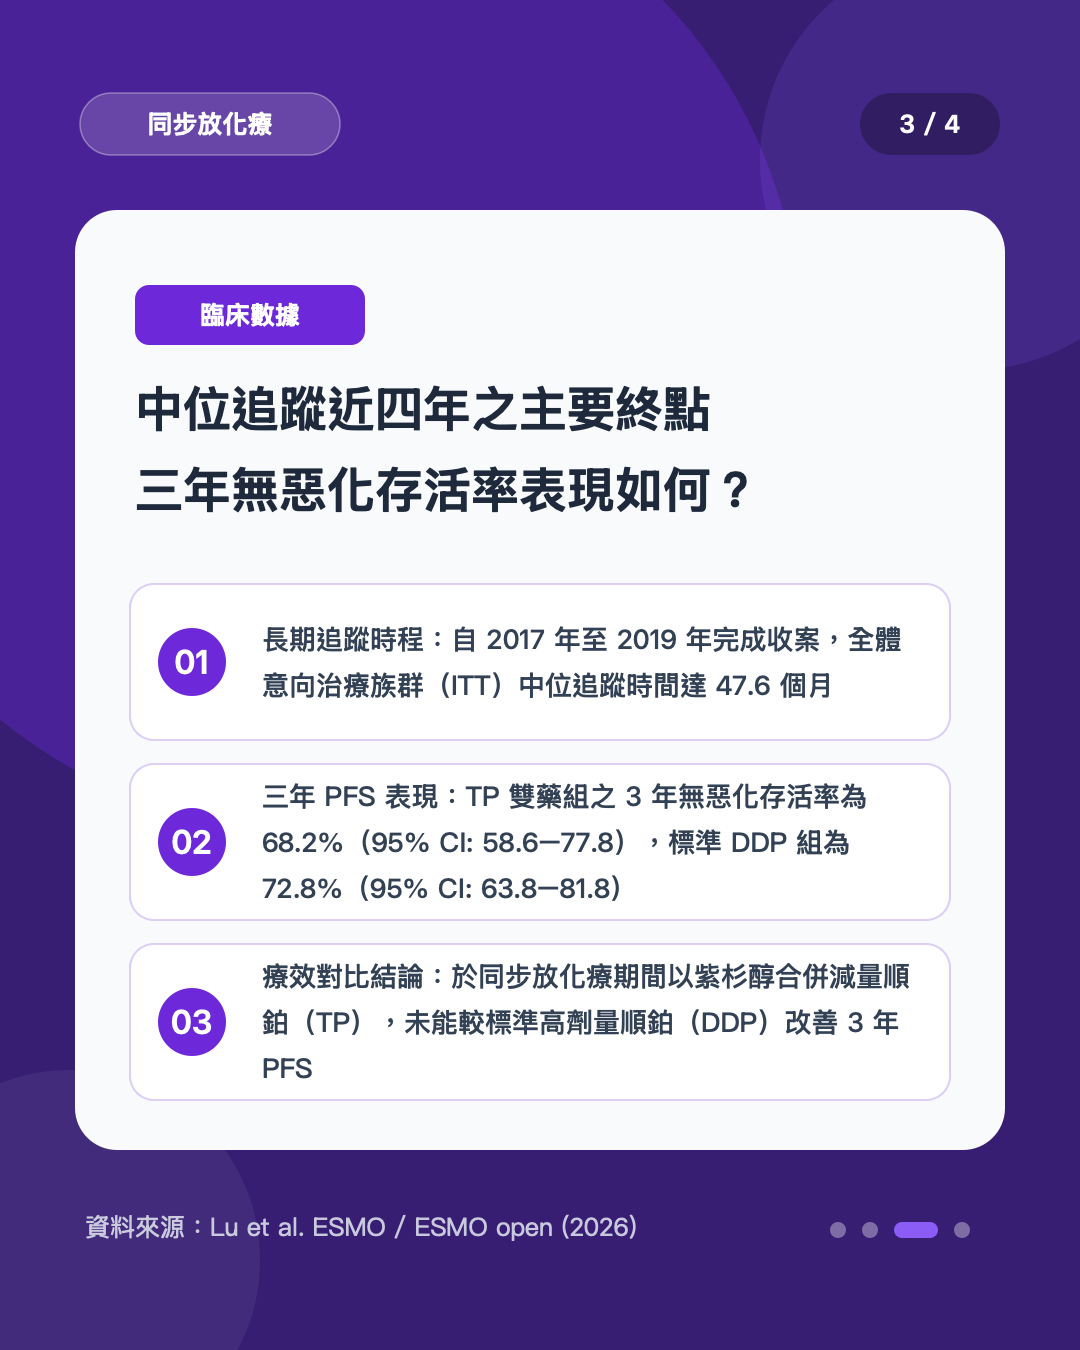 同步放化療
3 / 4
臨床數據
中位追蹤近四年之主要終點
三年無惡化存活率表現如何？
01
長期追蹤時程：自 2017 年至 2019 年完成收案，全體
意向治療族群（ITT）中位追蹤時間達 47.6 個月
02
三年 PFS 表現：TP 雙藥組之 3 年無惡化存活率為
68.2%（95% CI: 58.6—77.8），標準 DDP 組為
72.8%（95% CI: 63.8—81.8）
03
療效對比結論：於同步放化療期間以紫杉醇合併減量順
鉑（TP），未能較標準高劑量順鉑（DDP）改善 3 年
PFS
資料來源：Lu et al. ESMO / ESMO open (2026)